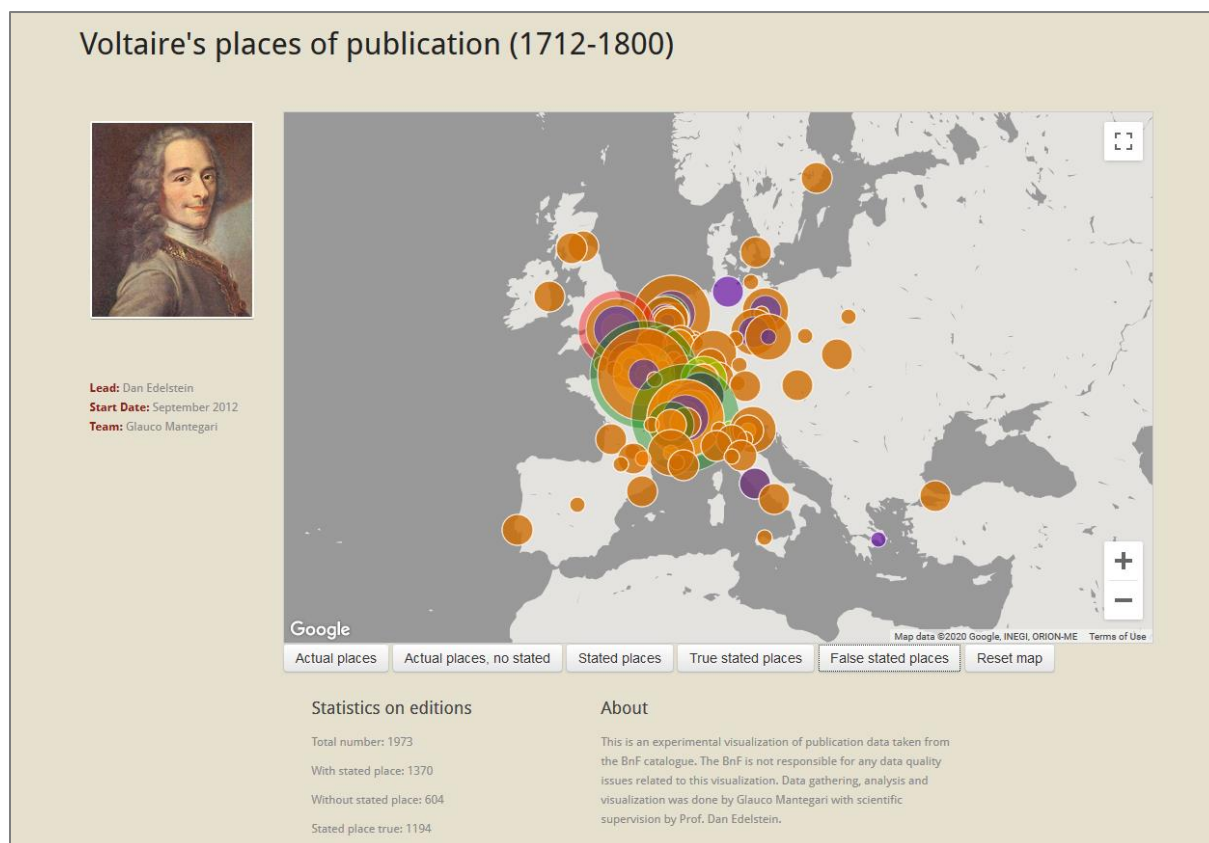 Voltaire's places of publication (1712-1800)
Lead: Dan Edelstein
Start Date: September 2012
Team: Glauco Mantegari
Google
Map data ©2020 Google, INEGI, ORION-ME Terms of Use
Actual places
Actual places, no stated
Stated places
True stated places
False stated places
Reset map
Statistics on editions
Total number: 1973
With stated place: 1370
Without stated place: 604
Stated place true: 1194
About
This is an experimental visualization of publication data taken from
the BnF catalogue. The BnF is not responsible for any data quality
issues related to this visualization. Data gathering, analysis and
visualization was done by Glauco Mantegari with scientific
supervision by Prof. Dan Edelstein.